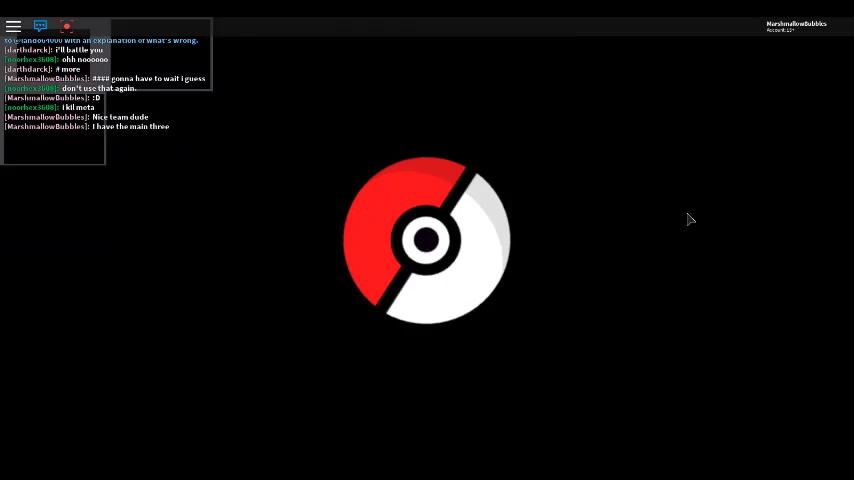 MarshmallowBubbles
Account: 13+
to@lando64000 with an explanation of what's wrong.
[darthdarck]: i'll battle you
[noorhex3608]: ohh noooooo
[darthdarck]: # more
[MarshmallowBubbles]: #### gonna have to wait i guess
[noorhex3608]: don't use that again.
[MarshmallowBubbles]: :D
[noorhex3608]: I kil meta
[MarshmallowBubbles]: Nice team dude
[MarshmallowBubbles]: I have the main three